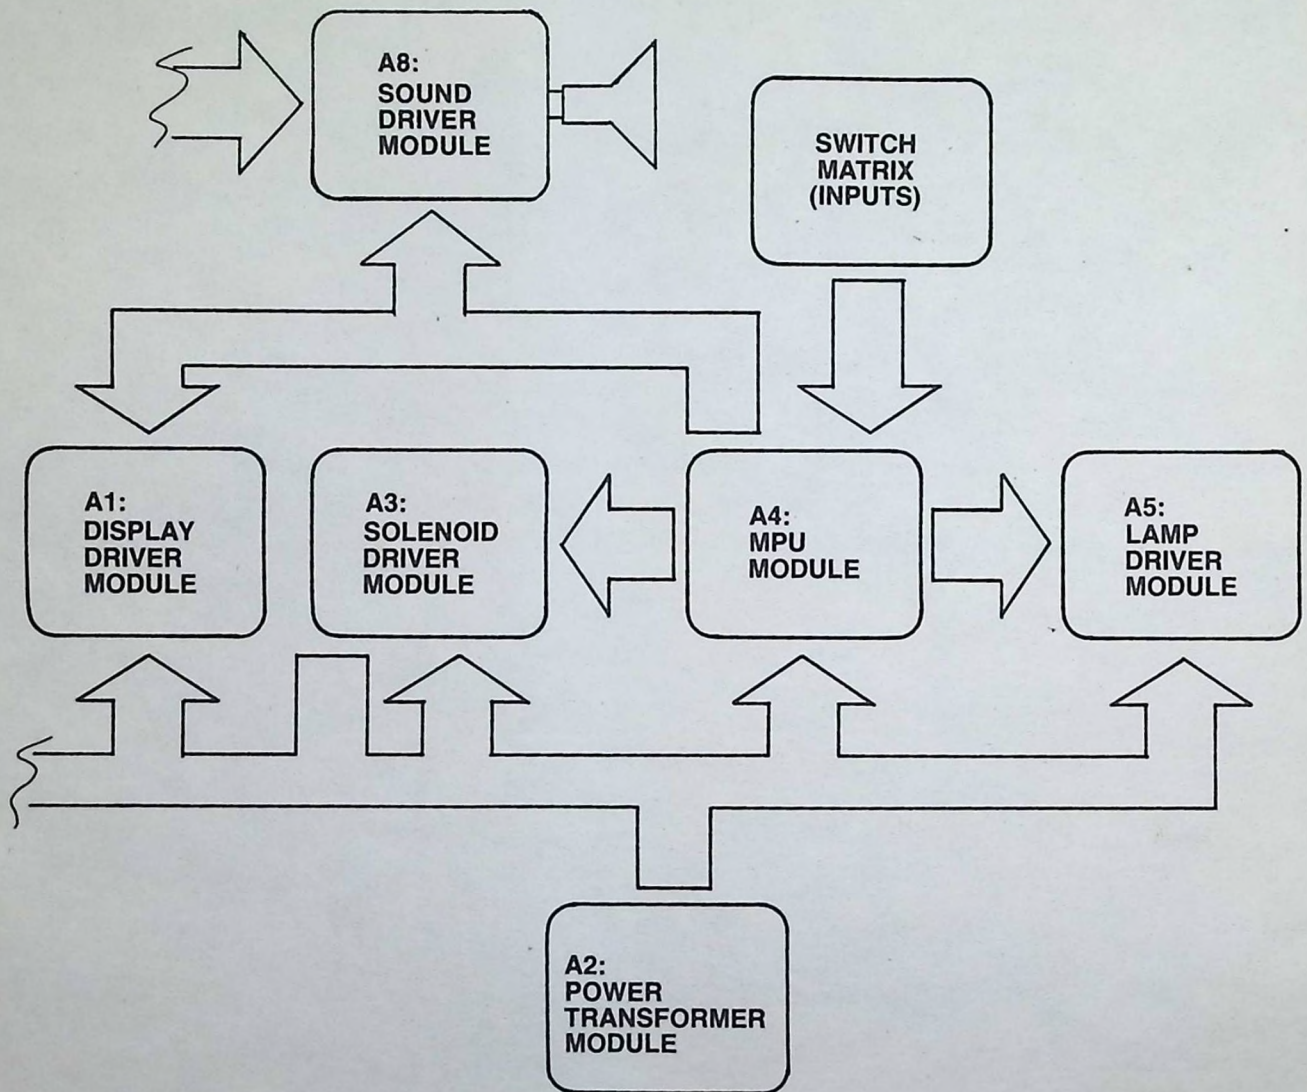 A8:
SOUND
DRIVER
MODULE
SWITCH
MATRIX
(INPUTS)
A1:
DISPLAY
DRIVER
MODULE
A3:
SOLENOID
DRIVER
MODULE
A4:
MPU
MODULE
A5:
LAMP
DRIVER
MODULE
A2:
POWER
TRANSFORMER
MODULE